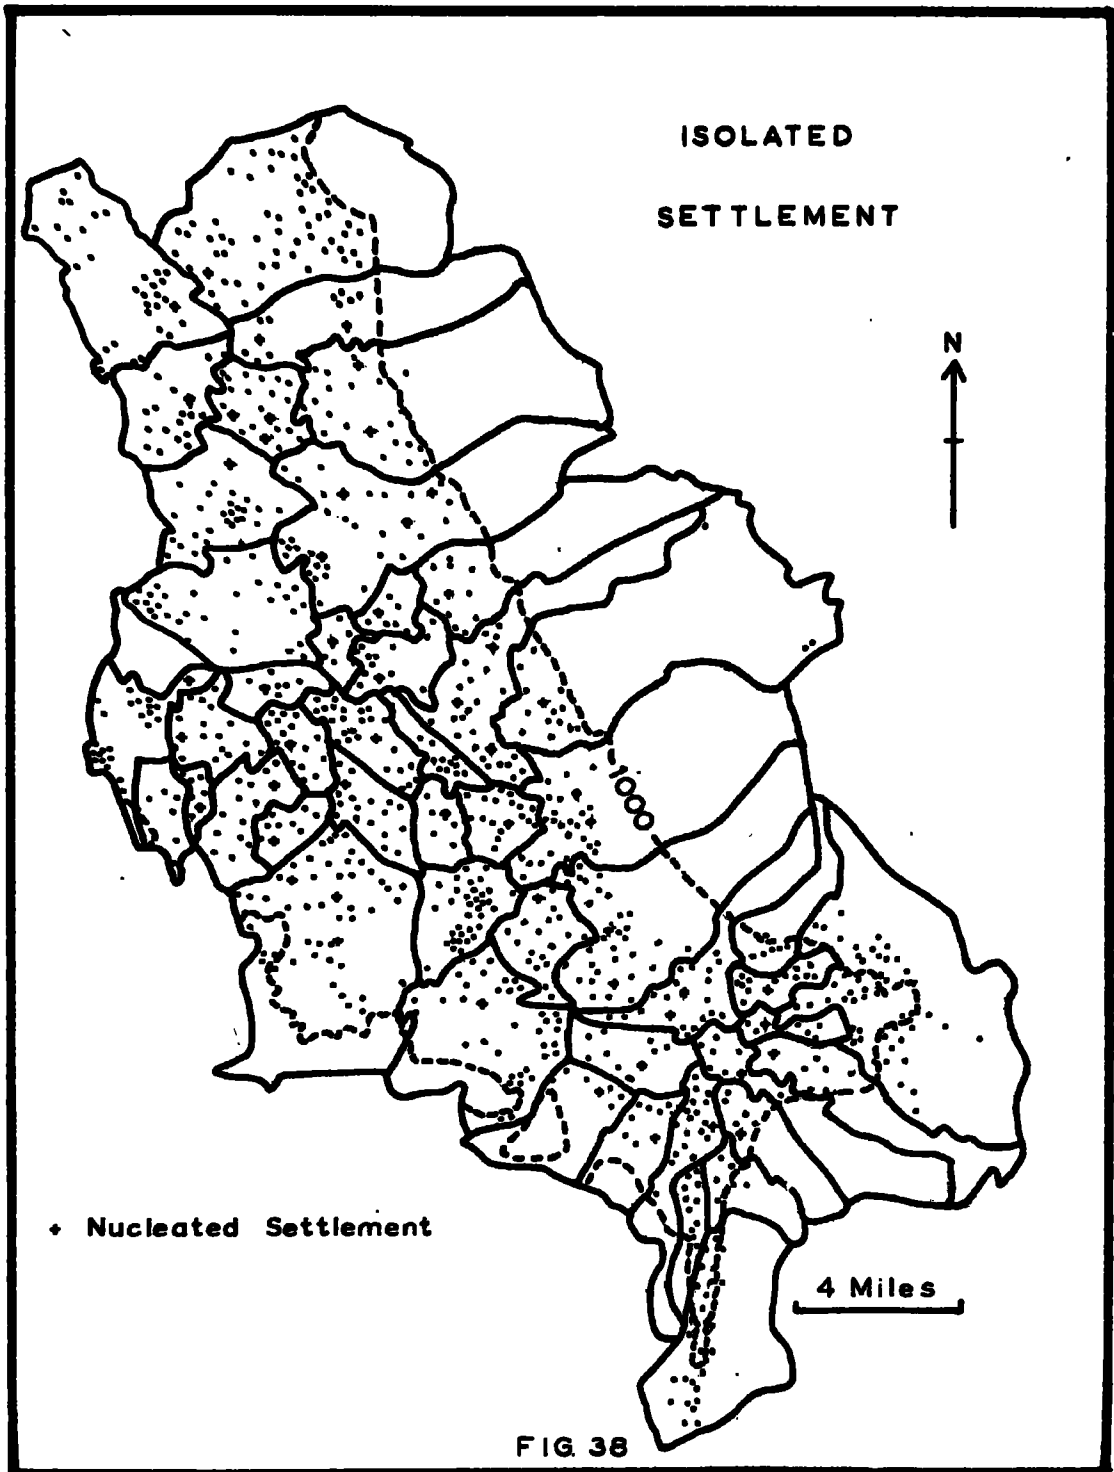 ISOLATED
SETTLEMENT
N
1000
+ Nucleated Settlement
4 Miles
FIG. 38